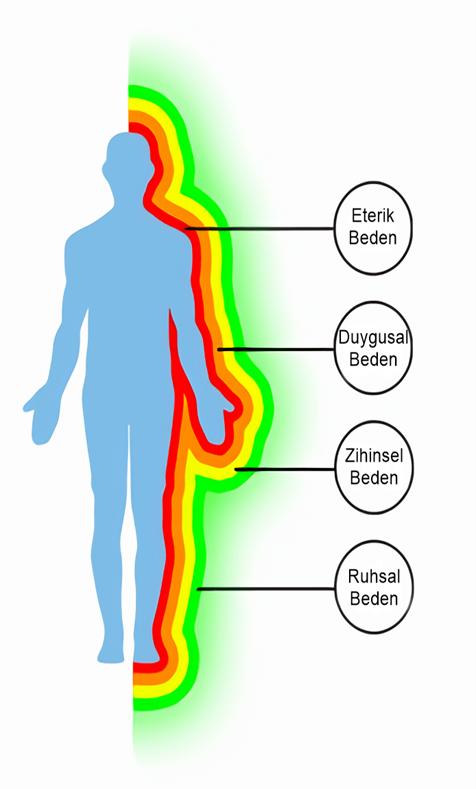 Eterik
Beden
Duygusal
Beden
Zihinsel
Beden
Ruhsal
Beden